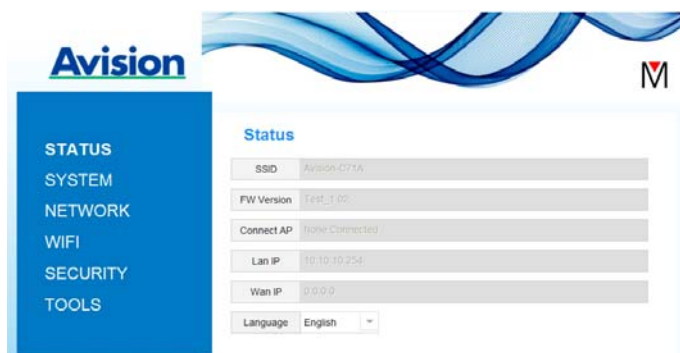 Avision
STATUS
SYSTEM
NETWORK
WIFI
SECURITY
TOOLS
Status
SSID Avision-C71A
FW Version Test_1.02
Connect AP None Connected
Lan IP 10.10.10.254
Wan IP 0.0.0.0
Language English